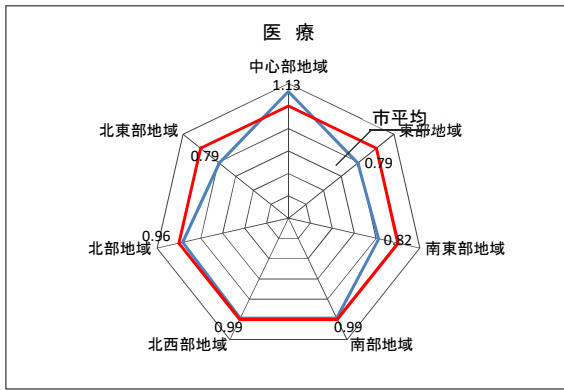 医 療
中心部地域
1.13
市平均
北東部地域
東部地域
0.79
0.79
0.96
0.82
北部地域
南東部地域
0.99
0.99
北西部地域
南部地域